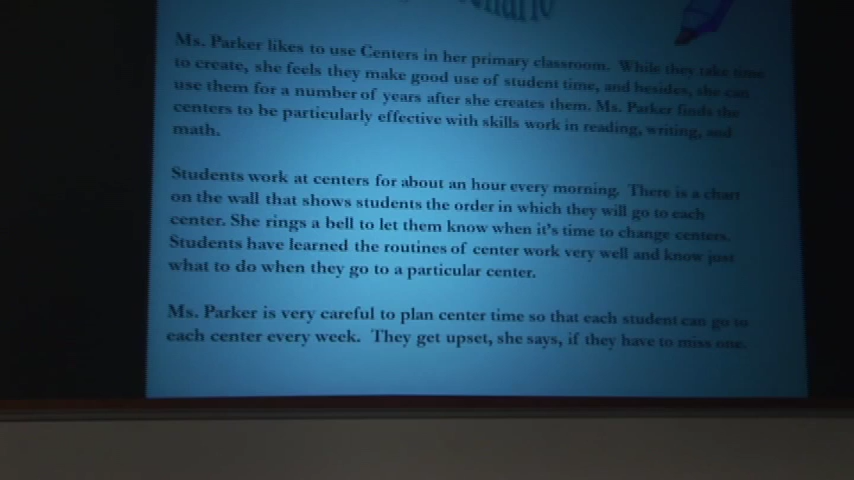 Scenario
Ms. Parker likes to use Centers in her primary classroom. While they take time
to create, she feels they make good use of student time, and besides, she can
use them for a number of years after she creates them. Ms. Parker finds the
centers to be particularly effective with skills work in reading, writing, and
math.
Students work at centers for about an hour every morning. There is a chart
on the wall that shows students the order in which they will go to each
center. She rings a bell to let them know when it's time to change centers.
Students have learned the routines of center work very well and know just
what to do when they go to a particular center.
Ms. Parker is very careful to plan center time so that each student can go to
each center every week. They get upset, she says, if they have to miss one.